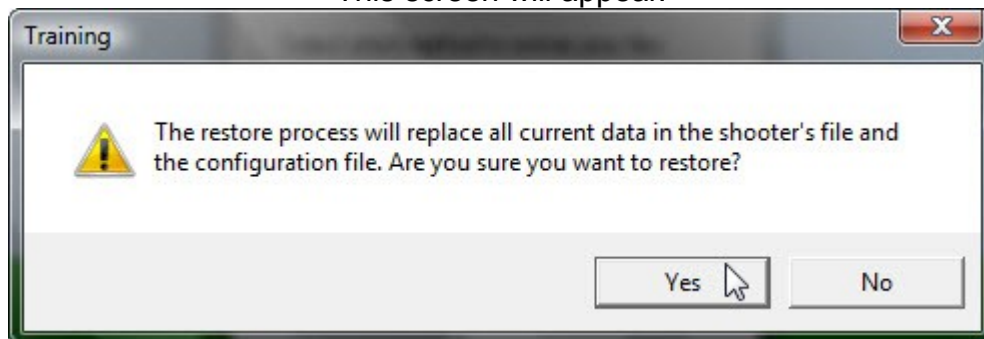 This screen will appear:
Training
The restore process will replace all current data in the shooter's file and
the configuration file. Are you sure you want to restore?
Yes
No